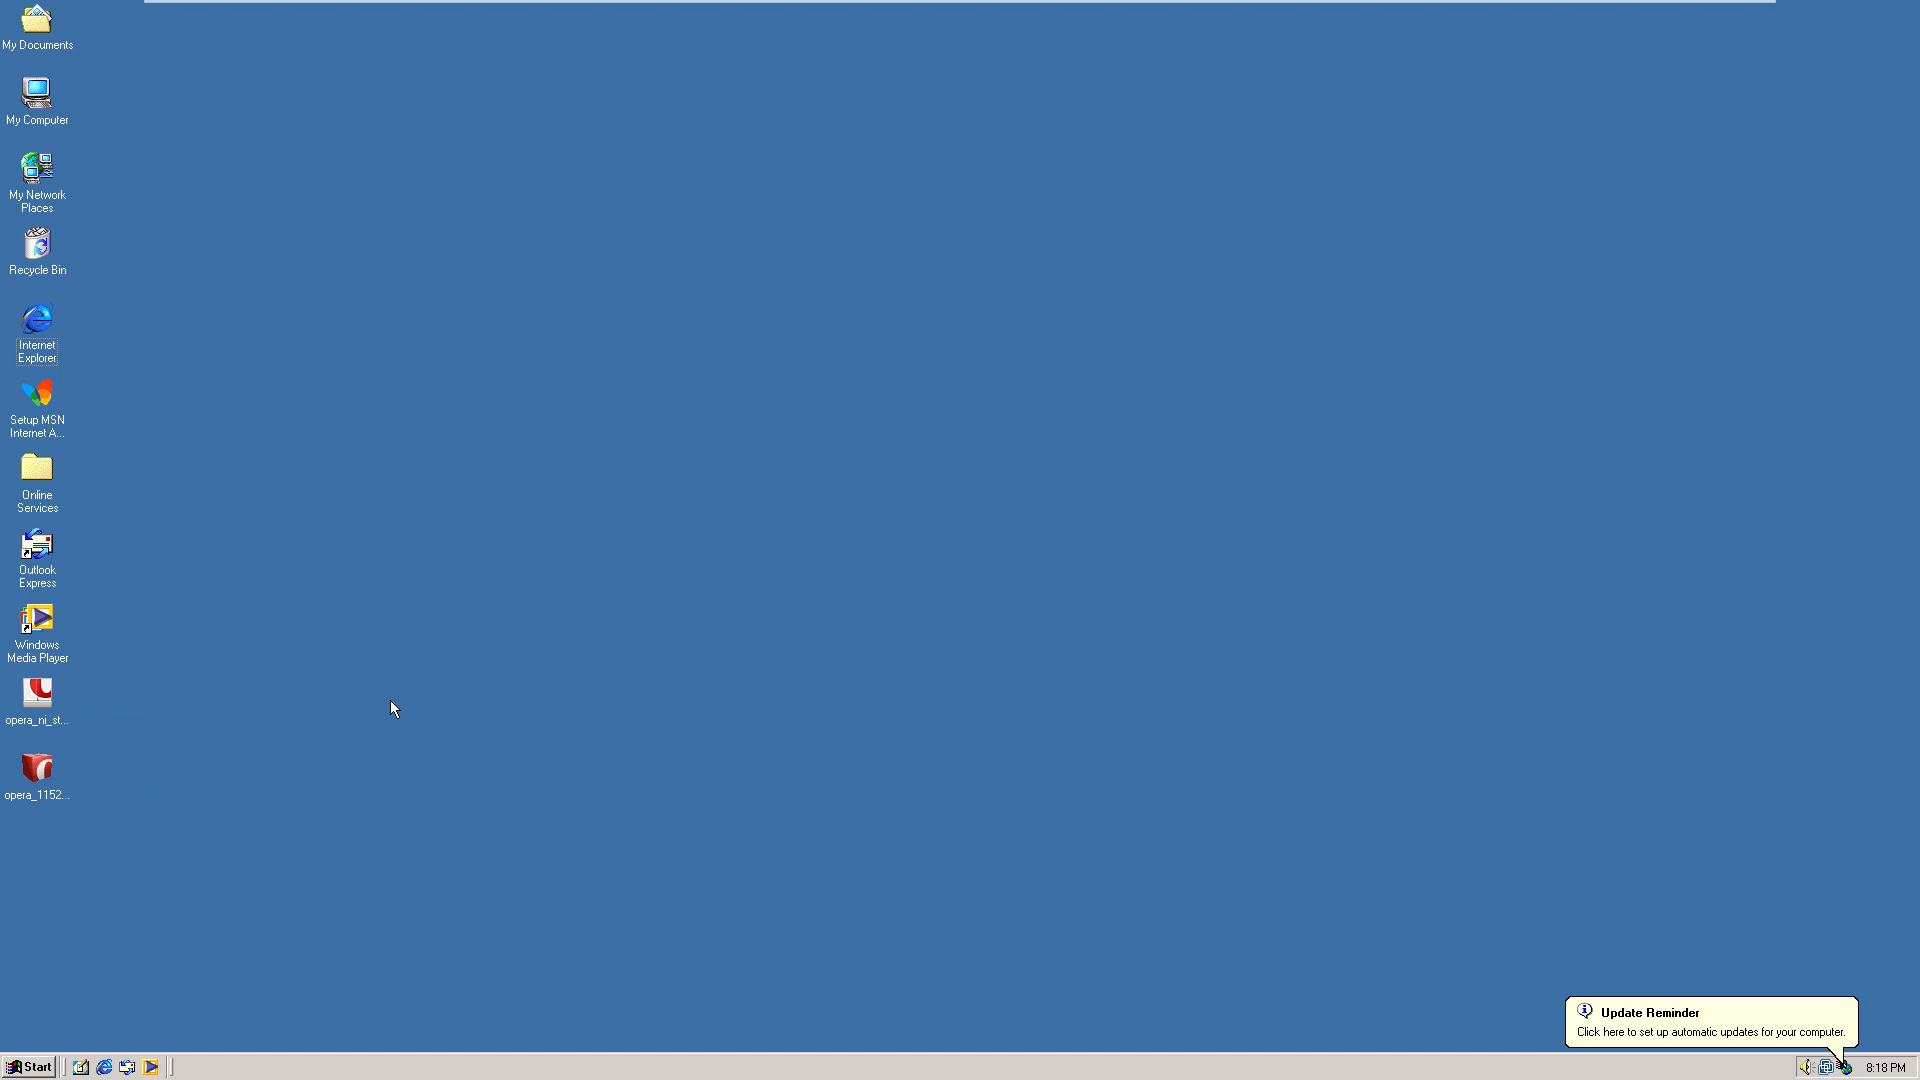 My Documents
My Computer
My Network
Places
Recycle Bin
Internet
Explorer
Setup MSN
Internet A...
Online
Services
Outlook
Express
Windows
Media Player
opera_ni_st...
opera_1152...
Update Reminder
Click here to set up automatic updates for your computer.
Start
8:18 PM